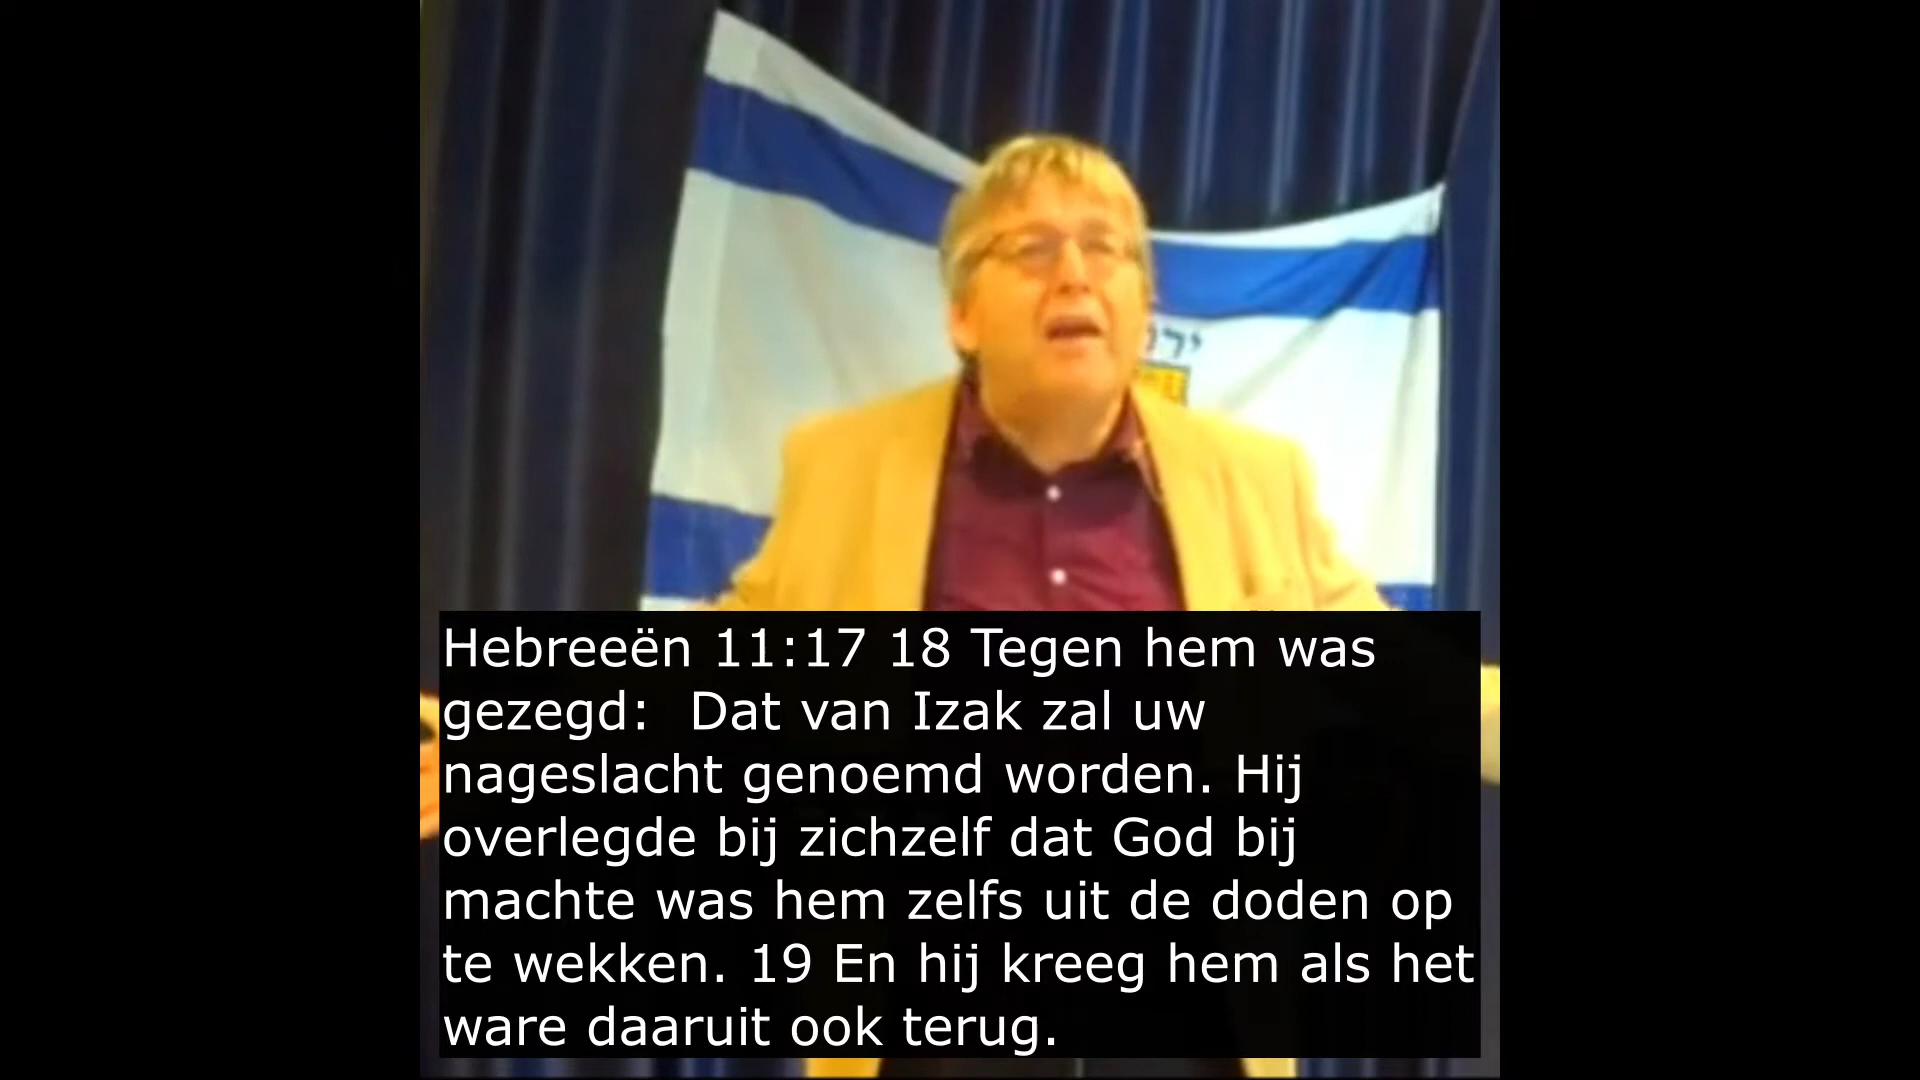 Hebreeën 11:17 18 Tegen hem was
gezegd:  Dat van Izak zal uw
nageslacht genoemd worden. Hij
overlegde bij zichzelf dat God bij
machte was hem zelfs uit de doden op
te wekken. 19 En hij kreeg hem als het
ware daaruit ook terug.